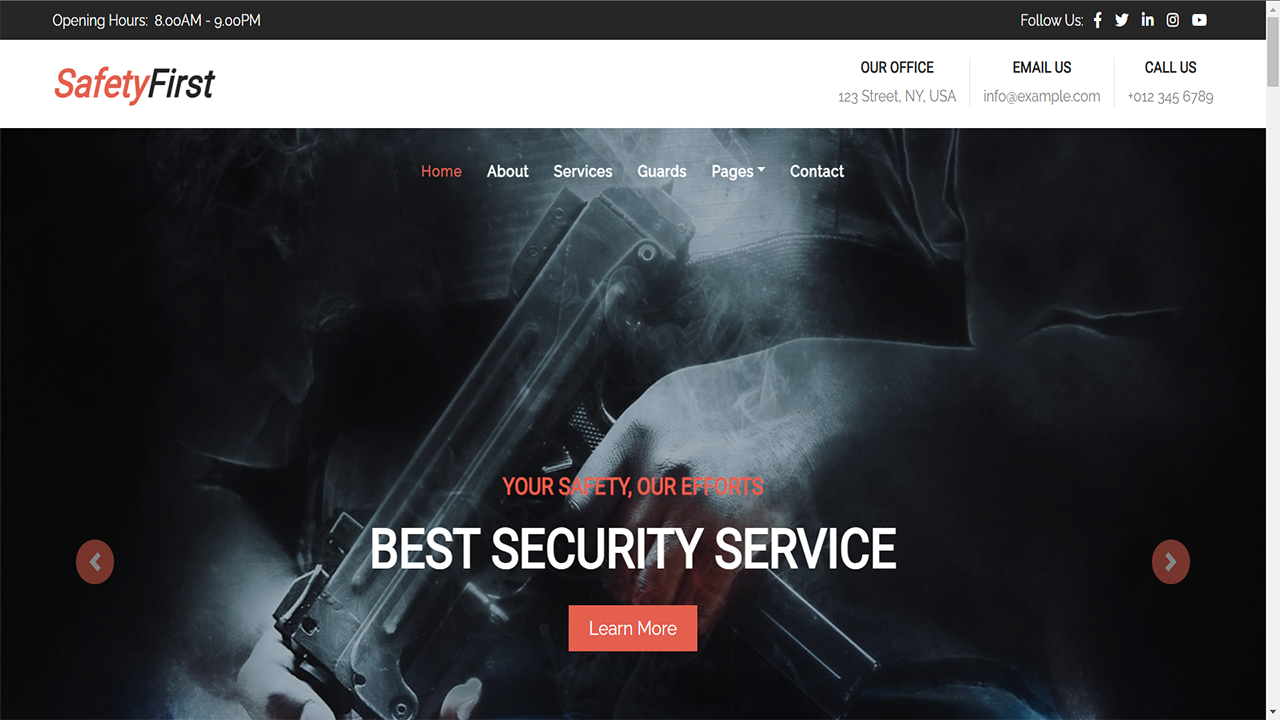 Opening Hours: 8.00AM - 9.00PM
Follow Us:
SafetyFirst
OUR OFFICE
123 Street, NY, USA
EMAIL US
info@example.com
CALL US
+012 345 6789
Home About Services Guards Pages Contact
YOUR SAFETY, OUR EFFORTS
BEST SECURITY SERVICE
Learn More